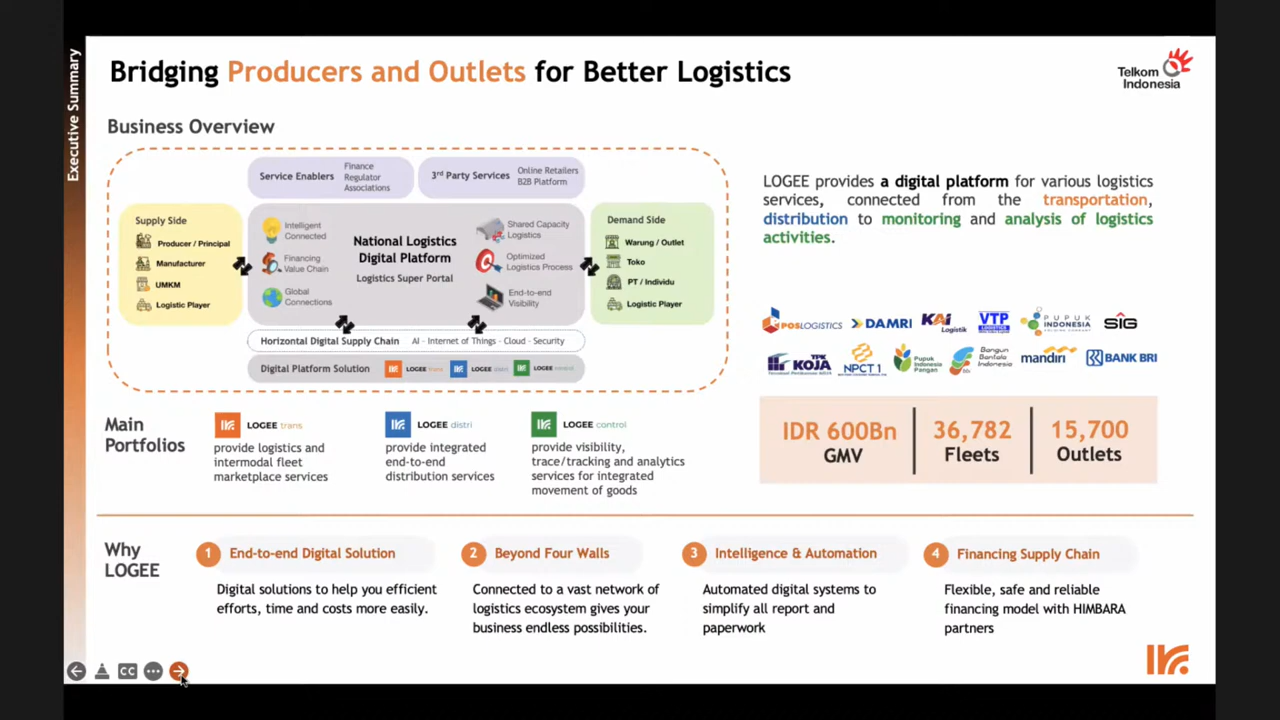 Executive Summary
Bridging Producers and Outlets for Better Logistics
Telkom
Indonesia
Business Overview
Service Enablers
Finance
Regulator
Associations
3rd Party Services
Online Retailers
B2B Platform
Supply Side
Producer / Principal
Manufacturer
UMKM
Logistic Player
Intelligent
Connected
Financing
Value Chain
Global
Connections
National Logistics
Digital Platform
Logistics Super Portal
Shared Capacity
Logistics
Optimized
Logistics Process
End-to-end
Visibility
Demand Side
Warung / Outlet
Toko
PT / Individu
Logistic Player
Horizontal Digital Supply Chain AI - Internet of Things - Cloud - Security
Digital Platform Solution LOGEE trans LOGEE distri LOGEE control
LOGEE provides a digital platform for various logistics
services, connected from the transportation,
distribution to monitoring and analysis of logistics
activities.
POSLOGISTICS DAMRI KAI Logistik VTP LOGISTICS PUPUK INDONESIA SIG
TPK KOJA NPCT 1 Pupuk Indonesia Pangan Bangun Bantala Indonesia mandiri BANK BRI
IDR 600Bn
GMV
36,782
Fleets
15,700
Outlets
Main
Portfolios
LOGEE trans
provide logistics and
intermodal fleet
marketplace services
LOGEE distri
provide integrated
end-to-end
distribution services
LOGEE control
provide visibility,
trace/tracking and analytics
services for integrated
movement of goods
Why
LOGEE
1 End-to-end Digital Solution
Digital solutions to help you efficient
efforts, time and costs more easily.
2 Beyond Four Walls
Connected to a vast network of
logistics ecosystem gives your
business endless possibilities.
3 Intelligence & Automation
Automated digital systems to
simplify all report and
paperwork
4 Financing Supply Chain
Flexible, safe and reliable
financing model with HIMBARA
partners
CC